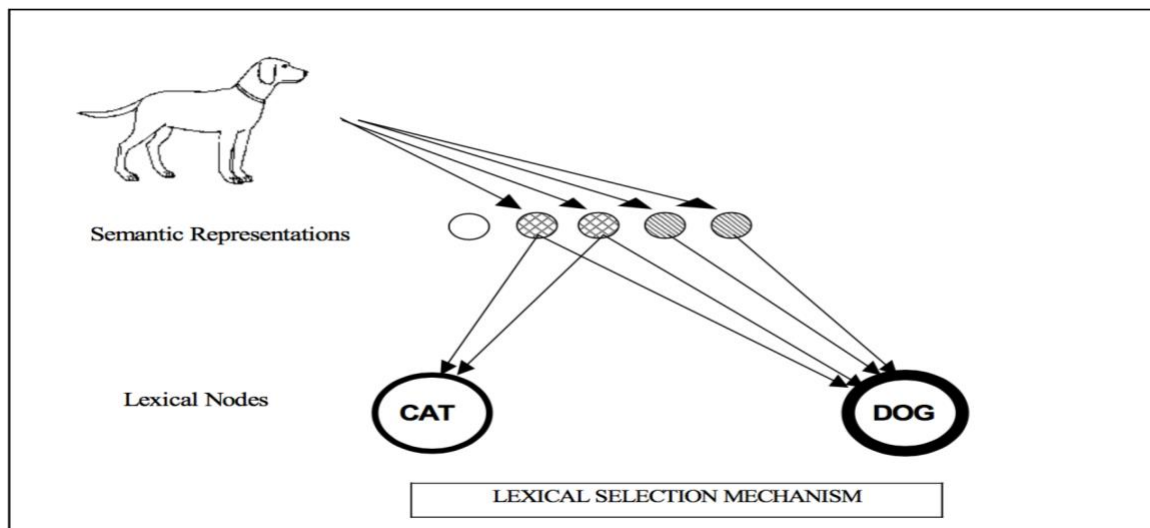 Semantic Representations
Lexical Nodes
CAT
DOG
LEXICAL SELECTION MECHANISM